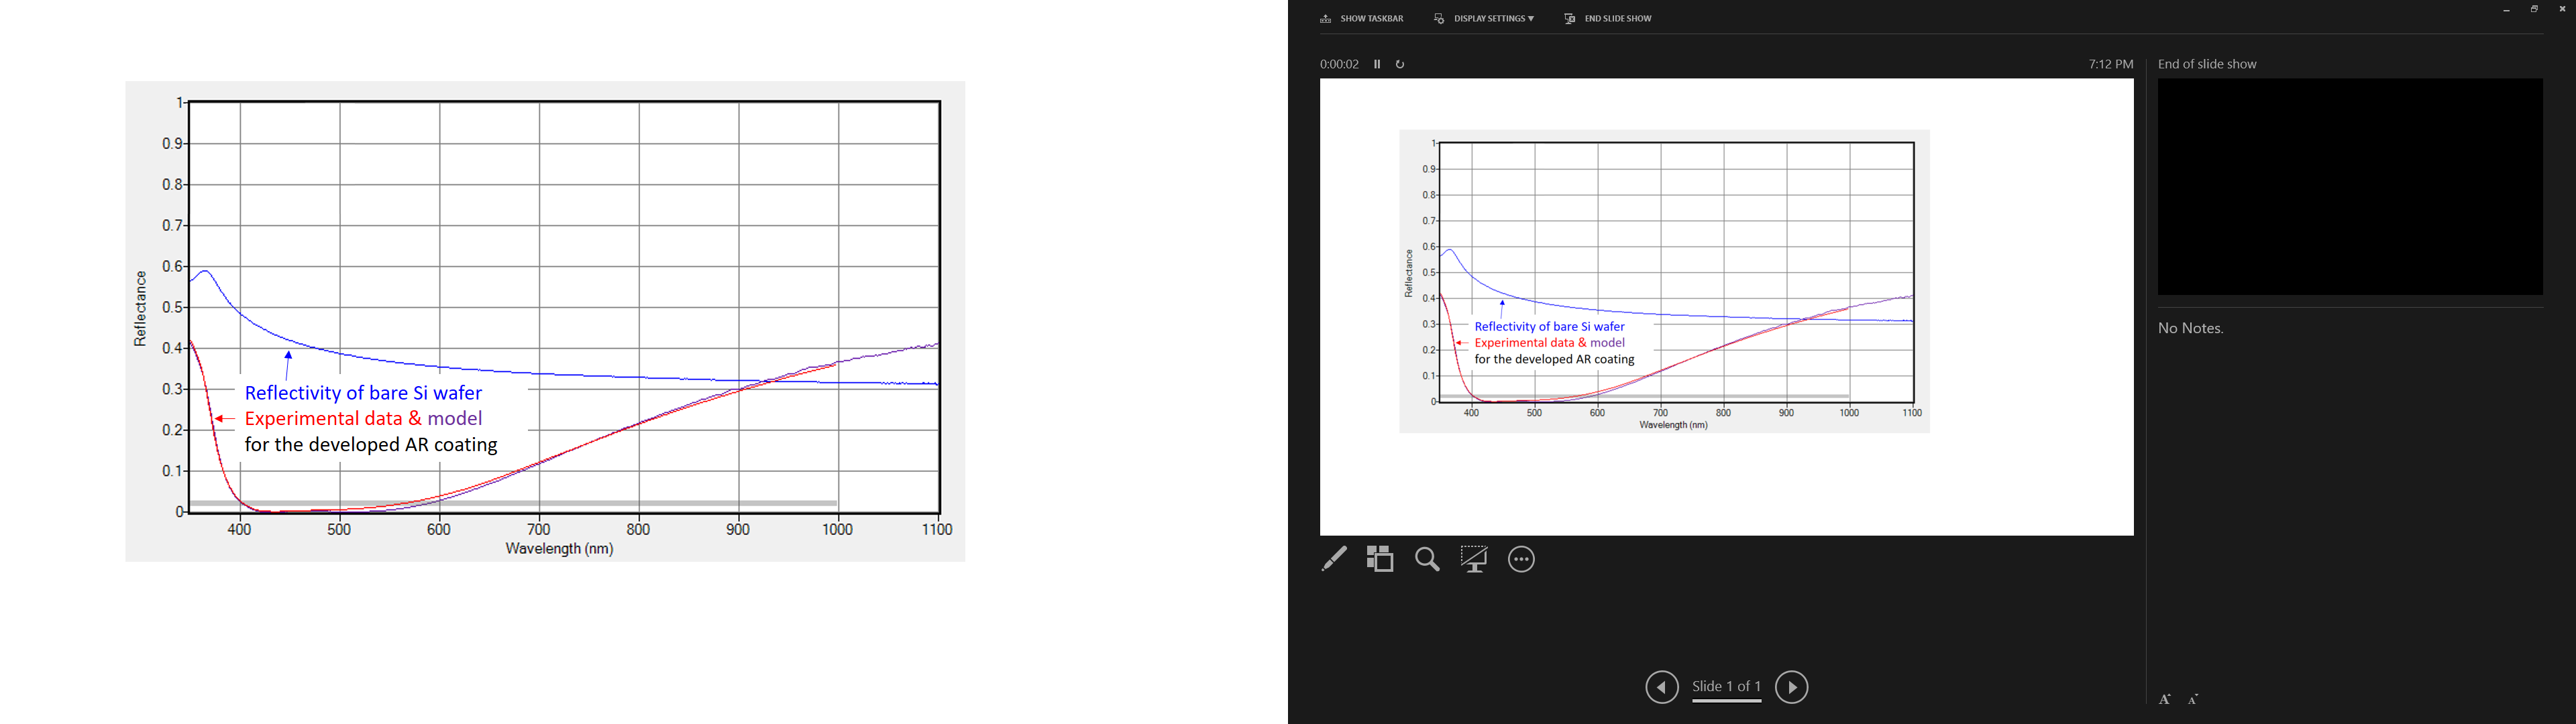 1
0.9
0.8
0.7
0.6
0.5
0.4
0.3
0.2
0.1
0
Reflectance
Reflectivity of bare Si wafer
Experimental data & model
for the developed AR coating
400 500 600 700 800 900 1000 1100
Wavelength (nm)
SHOW TASKBAR DISPLAY SETTINGS ▼ END SLIDE SHOW
0:00:02 7:12 PM
1
0.9
0.8
0.7
0.6
0.5
0.4
0.3
0.2
0.1
0
Reflectance
Reflectivity of bare Si wafer
Experimental data & model
for the developed AR coating
400 500 600 700 800 900 1000 1100
Wavelength (nm)
Slide 1 of 1
End of slide show
No Notes.
A A